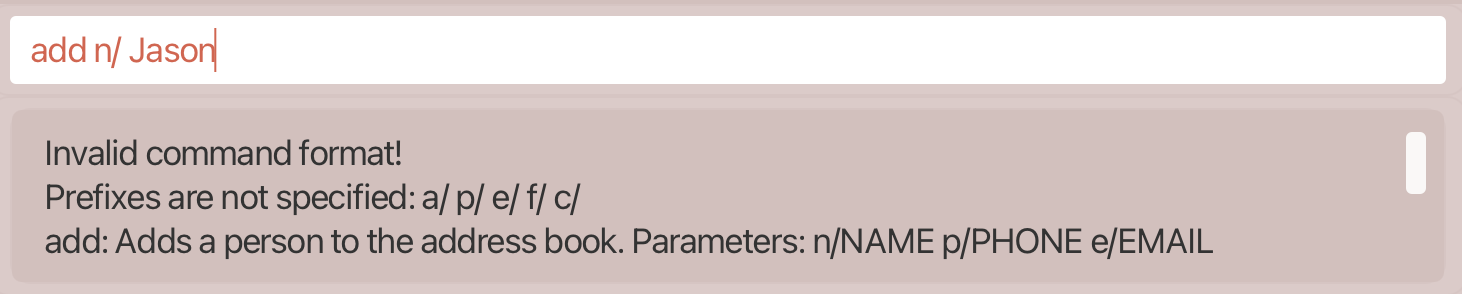 add n/ Jason
Invalid command format!
Prefixes are not specified: a/ p/ e/ f/ c/
add: Adds a person to the address book. Parameters: n/NAME p/PHONE e/EMAIL